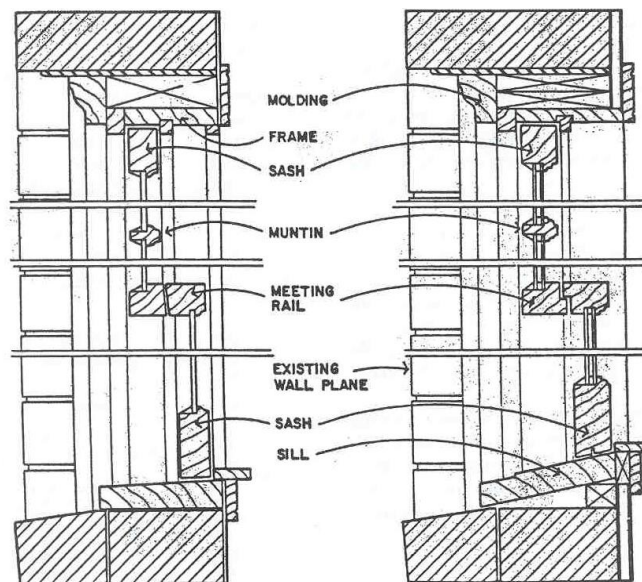 MOLDING
FRAME
SASH
MUNTIN
MEETING
RAIL
EXISTING
WALL PLANE
SASH
SILL